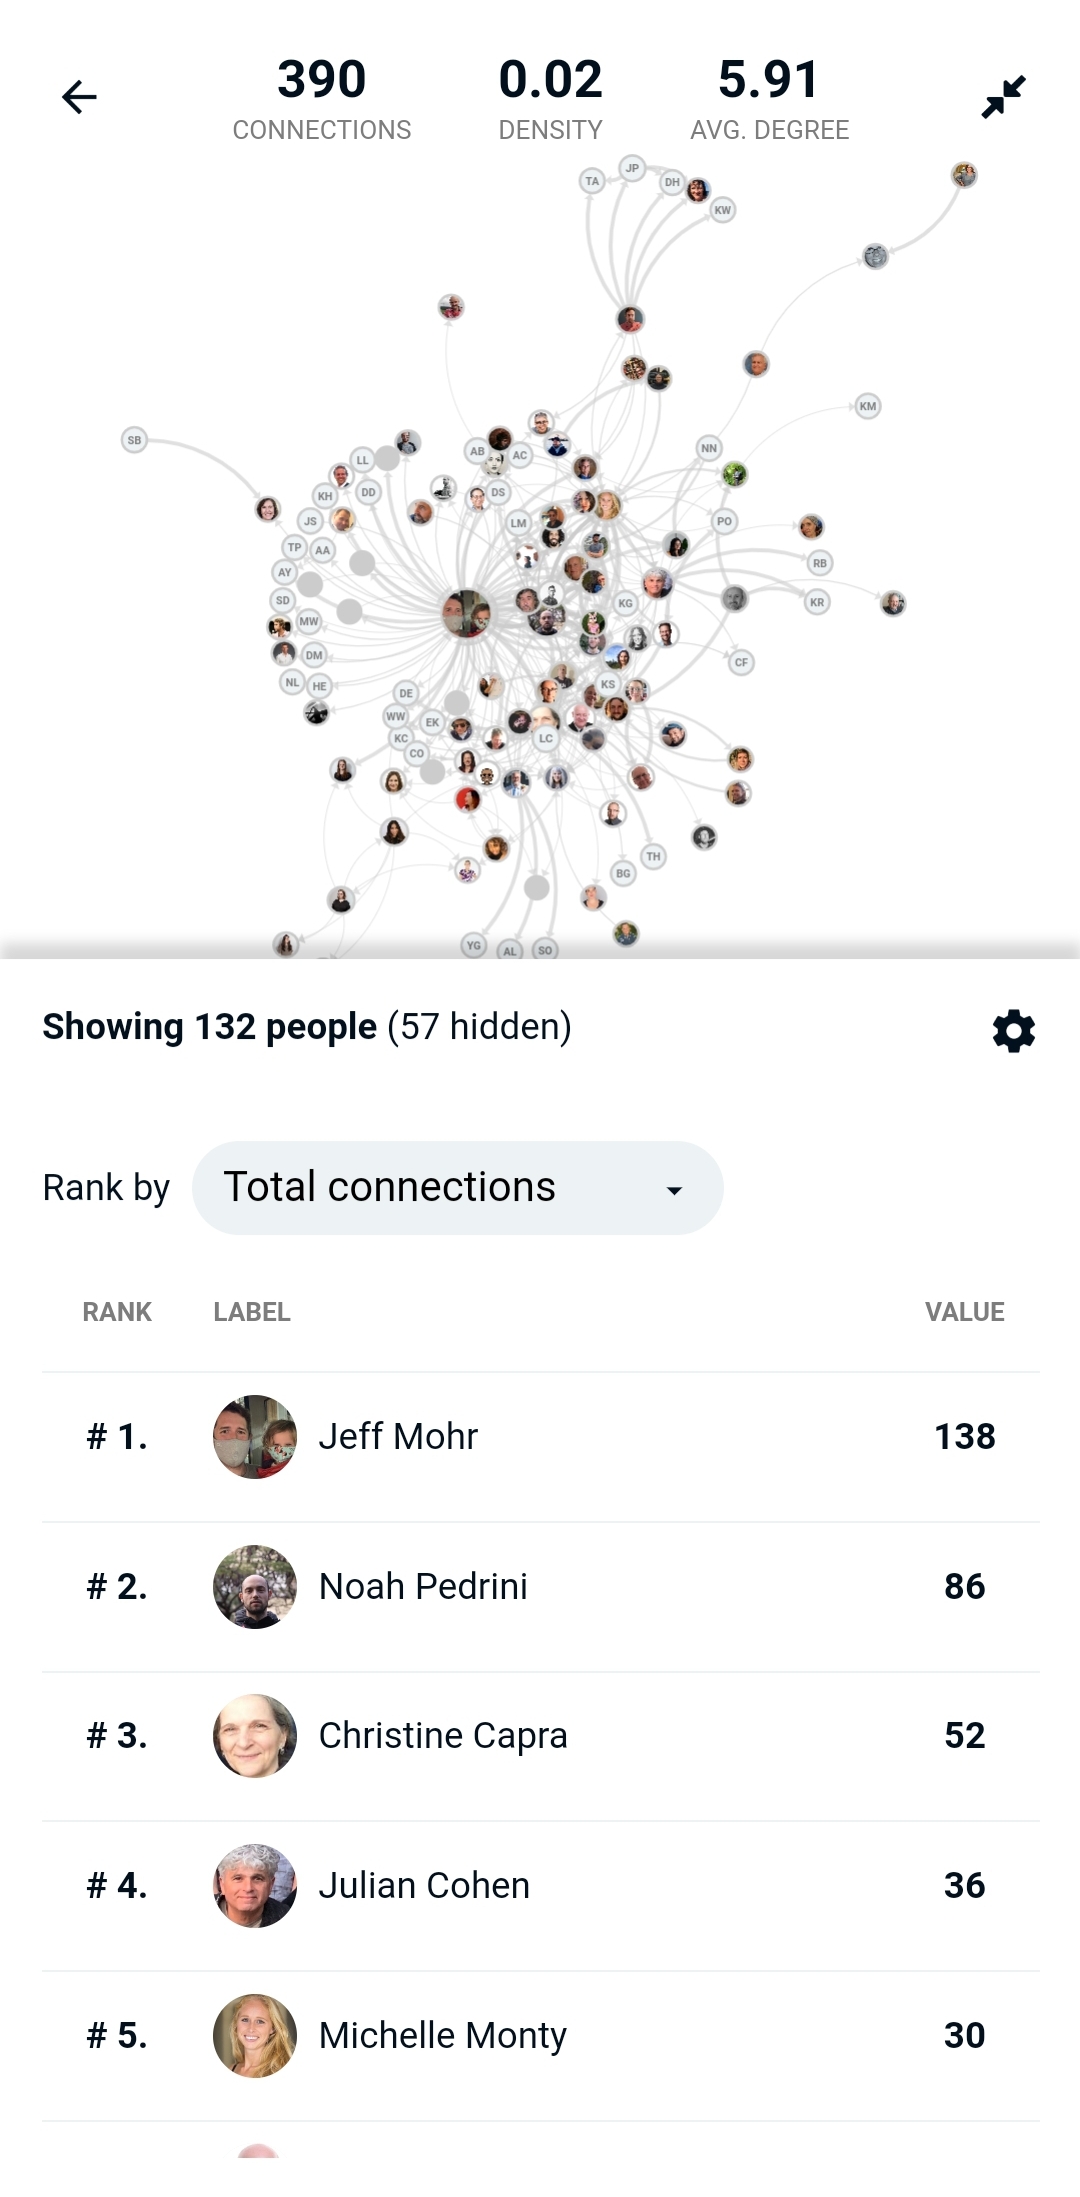 390 0.02 5.91
CONNECTIONS DENSITY AVG. DEGREE
JP
TA DH
KW
KM
SB
NN
AB AC
LL
DD DS
KH
JS LM PO
TP AA
RB
AY
SD KG KR
MW
DM CF
NL HE KS
DE
WW EK
KC LC
CO
TH
BG
YG AL SO
Showing 132 people (57 hidden)
Rank by Total connections
RANK LABEL VALUE
# 1. Jeff Mohr 138
# 2. Noah Pedrini 86
# 3. Christine Capra 52
# 4. Julian Cohen 36
# 5. Michelle Monty 30